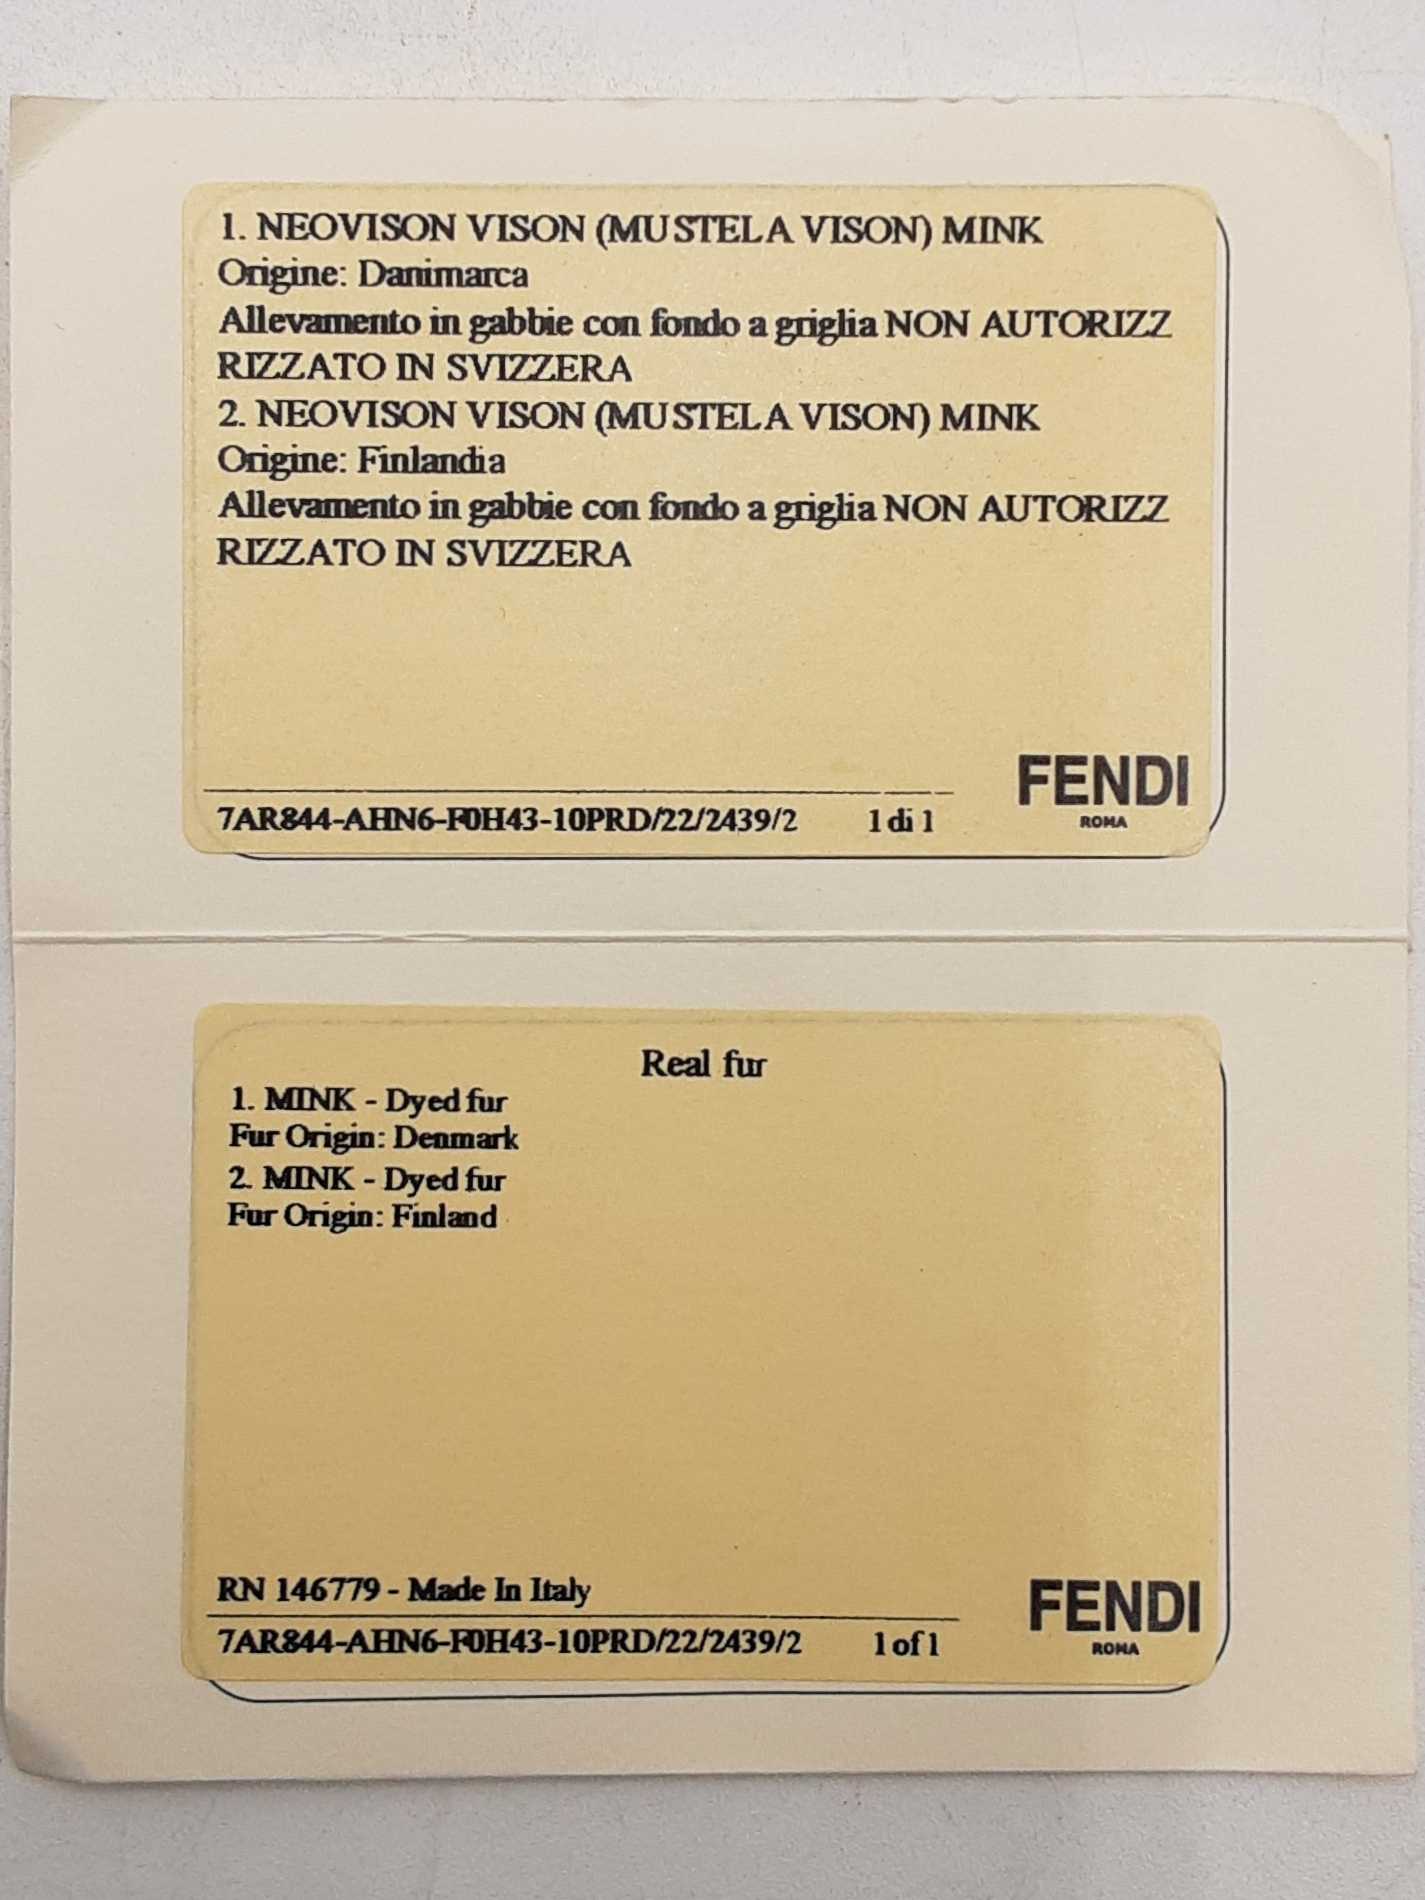 1. NEOVISON VISON (MUSTELA VISON) MINK
Origine: Danimarca
Allevamento in gabbie con fondo a griglia NON AUTORIZZ
RIZZATO IN SVIZZERA
2. NEOVISON VISON (MUSTELA VISON) MINK
Origine: Finlandia
Allevamento in gabbie con fondo a griglia NON AUTORIZZ
RIZZATO IN SVIZZERA
7AR844-AHN6-F0H43-10PRD/22/2439/2 1 di 1
FENDI
ROMA
Real fur
1. MINK - Dyed fur
Fur Origin: Denmark
2. MINK - Dyed fur
Fur Origin: Finland
RN 146779 - Made In Italy
7AR844-AHN6-F0H43-10PRD/22/2439/2 1 of 1
FENDI
ROMA